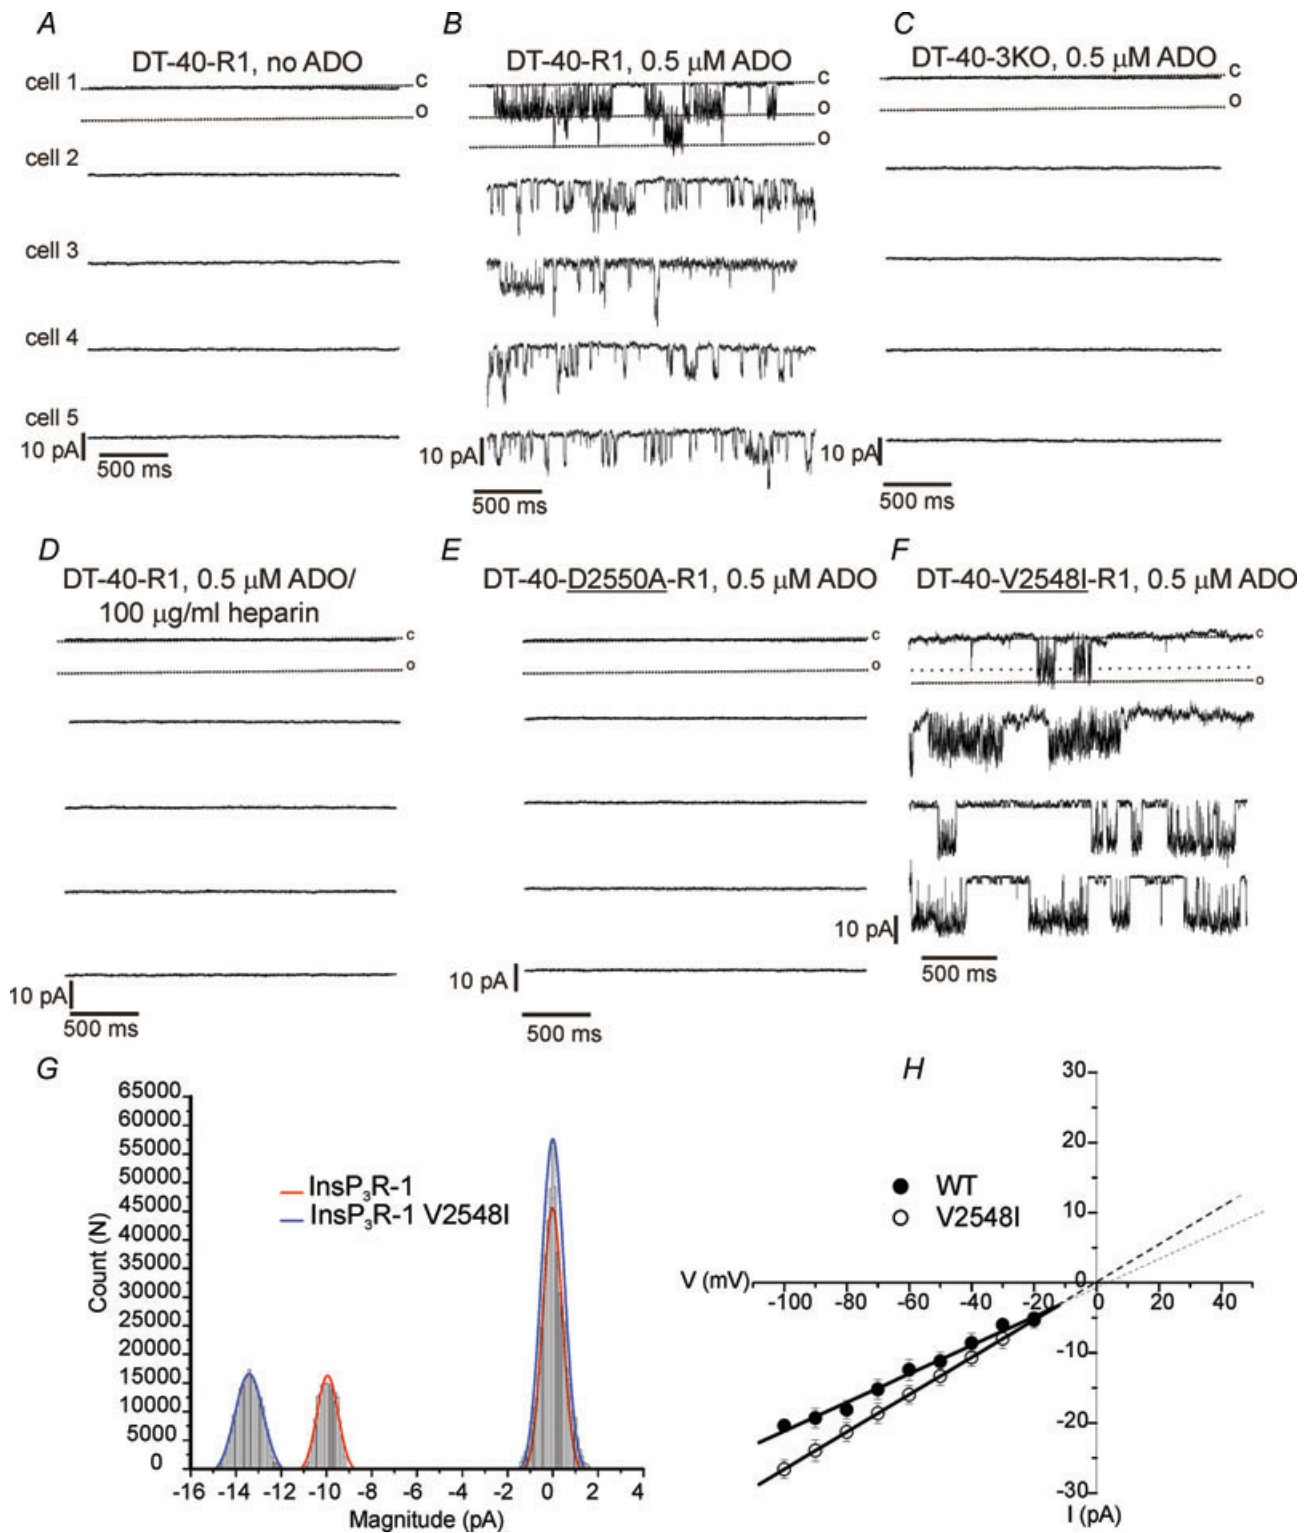 A
B
C
DT-40-R1, no ADO
DT-40-R1, 0.5 μM ADO
DT-40-3KO, 0.5 μM ADO
cell 1
c
o
o
o
c
o
cell 2
cell 3
cell 4
cell 5
10 pA
500 ms
10 pA
500 ms
10 pA
500 ms
D
E
F
DT-40-R1, 0.5 μM ADO/
100 μg/ml heparin
DT-40-D2550A-R1, 0.5 μM ADO
DT-40-V2548I-R1, 0.5 μM ADO
c
o
c
o
10 pA
500 ms
10 pA
500 ms
10 pA
500 ms
G
65000
60000
55000
50000
45000
40000
35000
30000
25000
20000
15000
10000
5000
0
Count (N)
InsP₃R-1
InsP₃R-1 V2548I
-16 -14 -12 -10 -8 -6 -4 -2 0 2 4
Magnitude (pA)
H
30
20
10
0
-10
-20
-30
WT
V2548I
V (mV)
-100 -80 -60 -40 -20 0 20 40
I (pA)